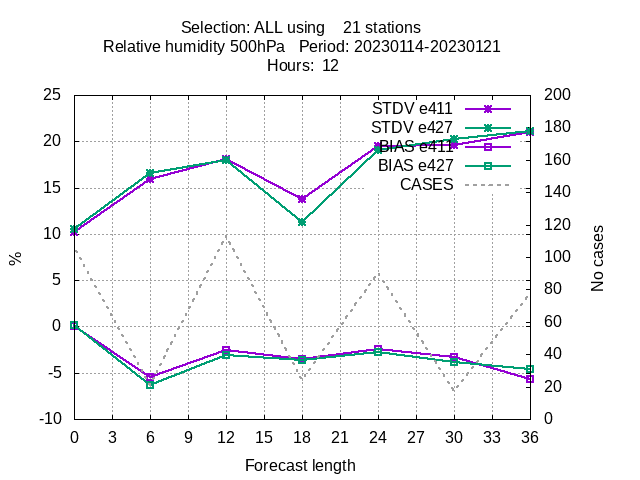 Selection: ALL using    21 stations
Relative humidity 500hPa   Period: 20230114-20230121
Hours:  12
25
20
15
10
5
0
-5
-10
%
STDV e411
STDV e427
BIAS e411
BIAS e427
CASES
200
180
160
140
120
100
80
60
40
20
0
No cases
0 3 6 9 12 15 18 21 24 27 30 33 36
Forecast length